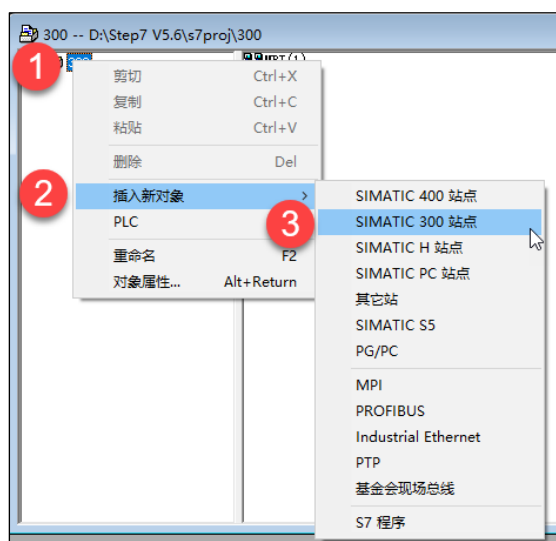 300 -- D:\Step7 V5.6\s7proj\300
1
300
MPI(1)
剪切 Ctrl+X
复制 Ctrl+C
粘贴 Ctrl+V
删除 Del
2
插入新对象
PLC
3
重命名 F2
对象属性... Alt+Return
SIMATIC 400 站点
SIMATIC 300 站点
SIMATIC H 站点
SIMATIC PC 站点
其它站
SIMATIC S5
PG/PC
MPI
PROFIBUS
Industrial Ethernet
PTP
基金会现场总线
S7 程序